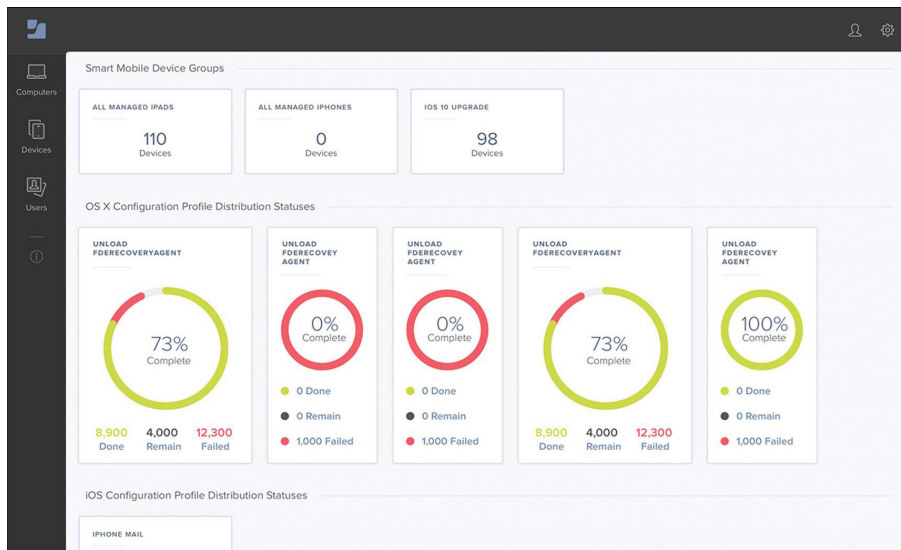 Smart Mobile Device Groups
Computers
ALL MANAGED IPADS
110
Devices
ALL MANAGED IPHONES
0
Devices
IOS 10 UPGRADE
98
Devices
Devices
Users
OS X Configuration Profile Distribution Statuses
UNLOAD
FDERECOVERYAGENT
73%
Complete
8,900
Done
4,000
Remain
12,300
Failed
UNLOAD
FDERECOVEY
AGENT
0%
Complete
0 Done
0 Remain
1,000 Failed
UNLOAD
FDERECOVEY
AGENT
0%
Complete
0 Done
0 Remain
1,000 Failed
UNLOAD
FDERECOVERYAGENT
73%
Complete
8,900
Done
4,000
Remain
12,300
Failed
UNLOAD
FDERECOVEY
AGENT
100%
Complete
0 Done
0 Remain
1,000 Failed
iOS Configuration Profile Distribution Statuses
IPHONE MAIL